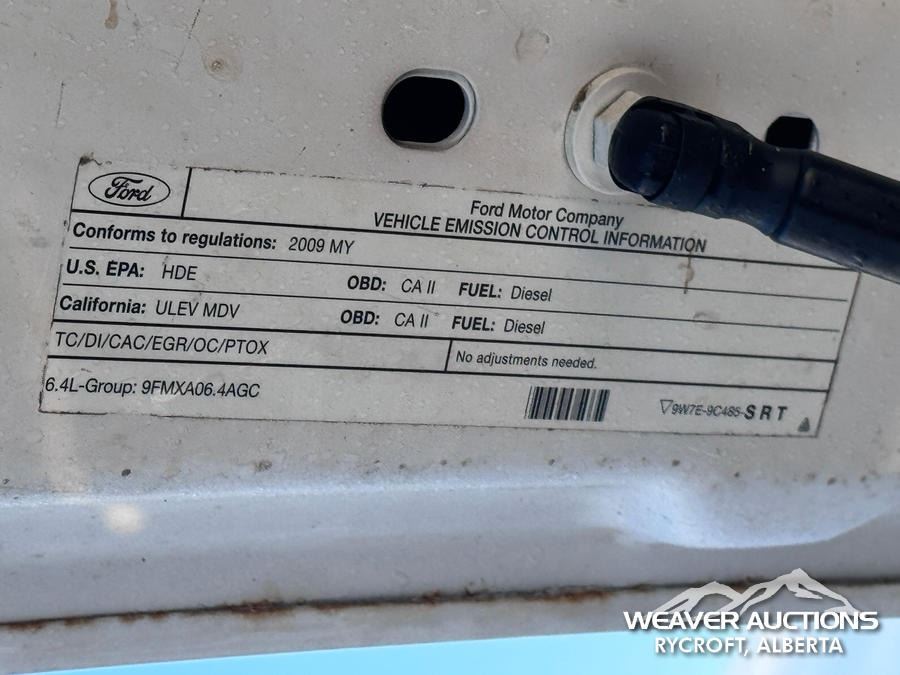 Ford
Ford Motor Company
VEHICLE EMISSION CONTROL INFORMATION
Conforms to regulations: 2009 MY
U.S. EPA: HDE OBD: CA II FUEL: Diesel
California: ULEV MDV OBD: CA II FUEL: Diesel
TC/DI/CAC/EGR/OC/PTOX No adjustments needed.
6.4L-Group: 9FMXA06.4AGC 9W7E-9C485-SRT
WEAVER AUCTIONS
RYCROFT, ALBERTA